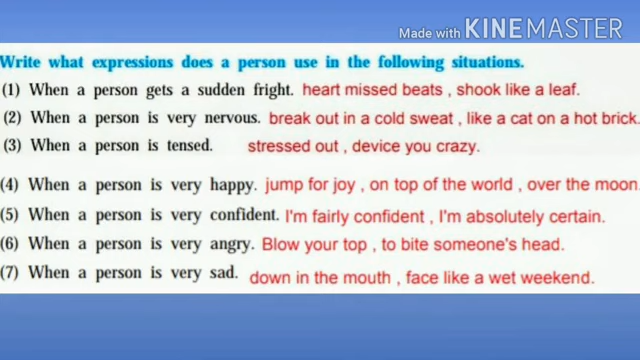 Made with KINEMASTER
Write what expressions does a person use in the following situations.
(1) When a person gets a sudden fright. heart missed beats , shook like a leaf.
(2) When a person is very nervous. break out in a cold sweat , like a cat on a hot brick.
(3) When a person is tensed. stressed out , device you crazy.
(4) When a person is very happy. jump for joy , on top of the world , over the moon.
(5) When a person is very confident. I'm fairly confident , I'm absolutely certain.
(6) When a person is very angry. Blow your top , to bite someone's head.
(7) When a person is very sad. down in the mouth , face like a wet weekend.